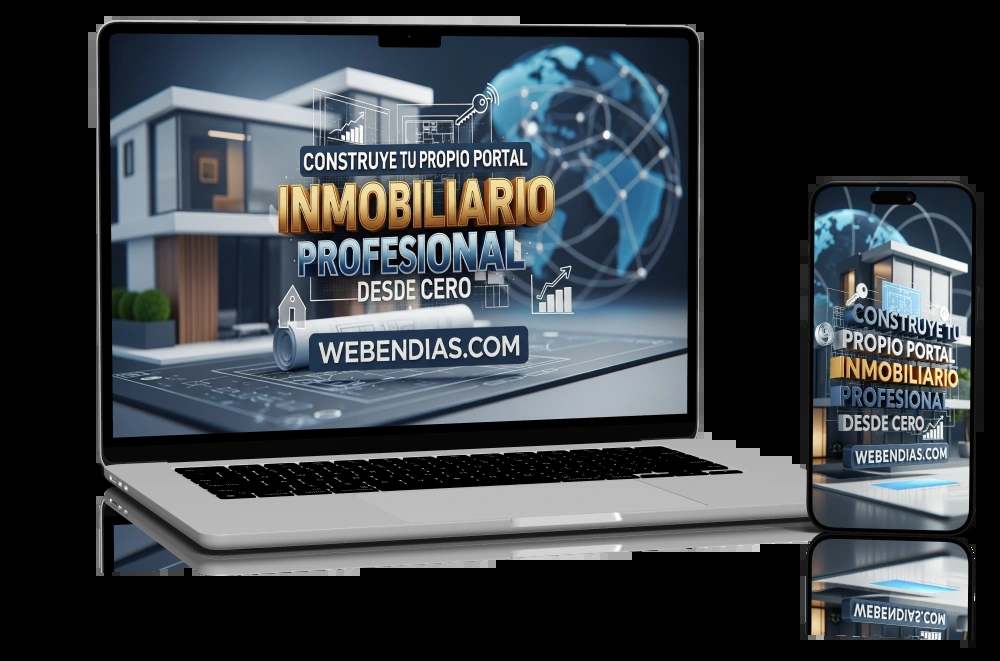 CONSTRUYE TU PROPIO PORTAL
INMOBILIARIO
PROFESIONAL
DESDE CERO
WEBENDIAS.COM
CONSTRUYE TU
PROPIO PORTAL
INMOBILIARIO
PROFESIONAL
DESDE CERO
WEBENDIAS.COM
WEBENDIAS.COM